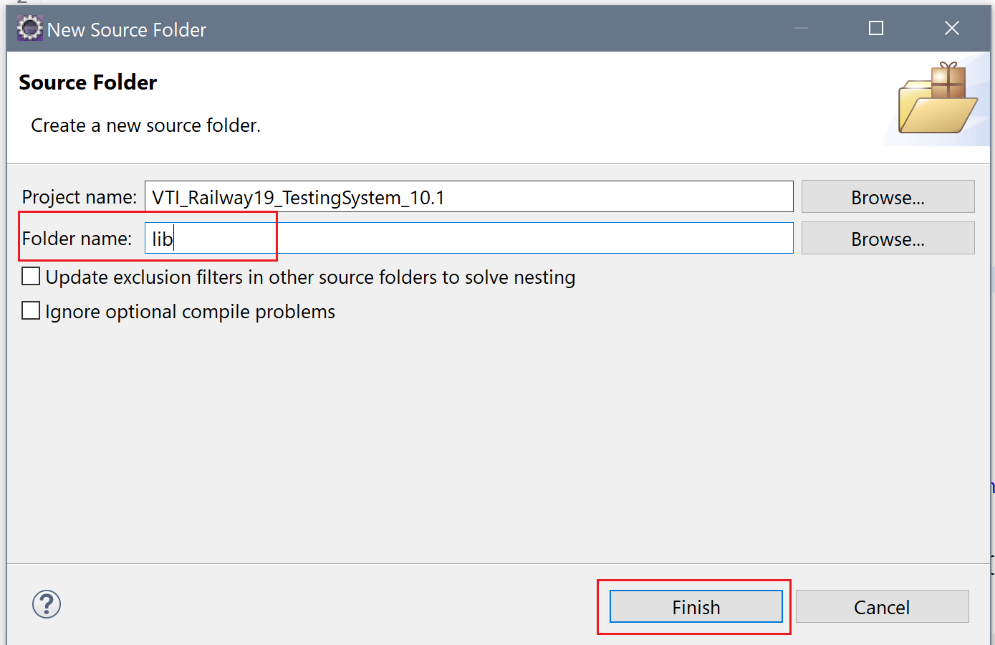 New Source Folder
Source Folder
Create a new source folder.
Project name: VTI_Railway19_TestingSystem_10.1 Browse...
Folder name: lib Browse...
Update exclusion filters in other source folders to solve nesting
Ignore optional compile problems
? Finish Cancel